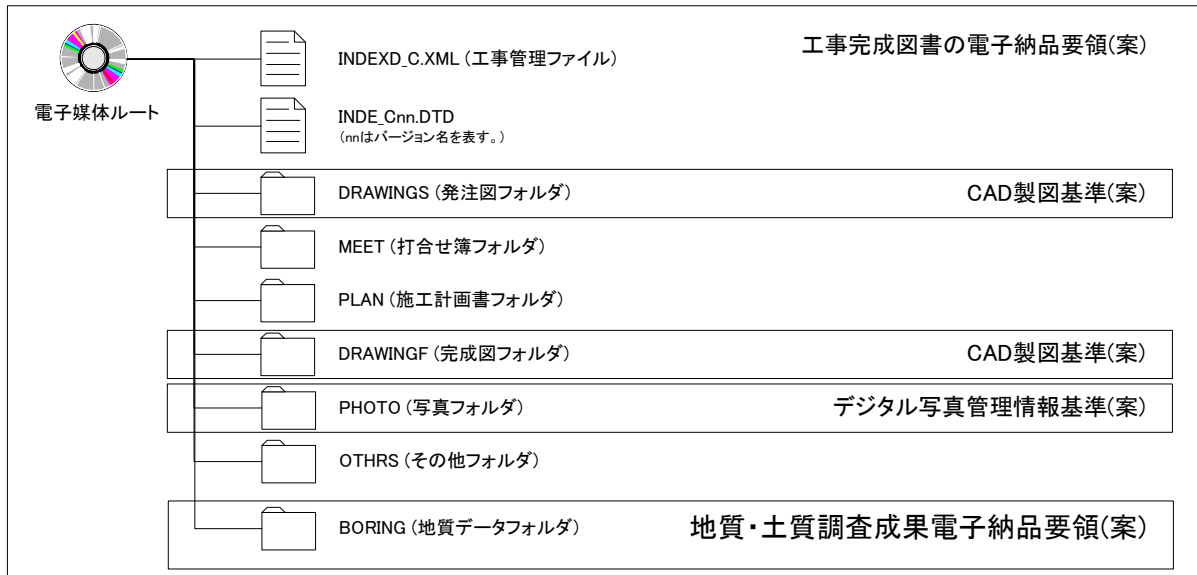 INDEXD_C.XML (工事管理ファイル)
工事完成図書の電子納品要領(案)
電子媒体ルート
INDE_Cnn.DTD
(nnはバージョン名を表す。)
DRAWINGS (発注図フォルダ)
CAD製図基準(案)
MEET (打合せ簿フォルダ)
PLAN (施工計画書フォルダ)
DRAWINGF (完成図フォルダ)
CAD製図基準(案)
PHOTO (写真フォルダ)
デジタル写真管理情報基準(案)
OTHRS (その他フォルダ)
BORING (地質データフォルダ)
地質・土質調査成果電子納品要領(案)